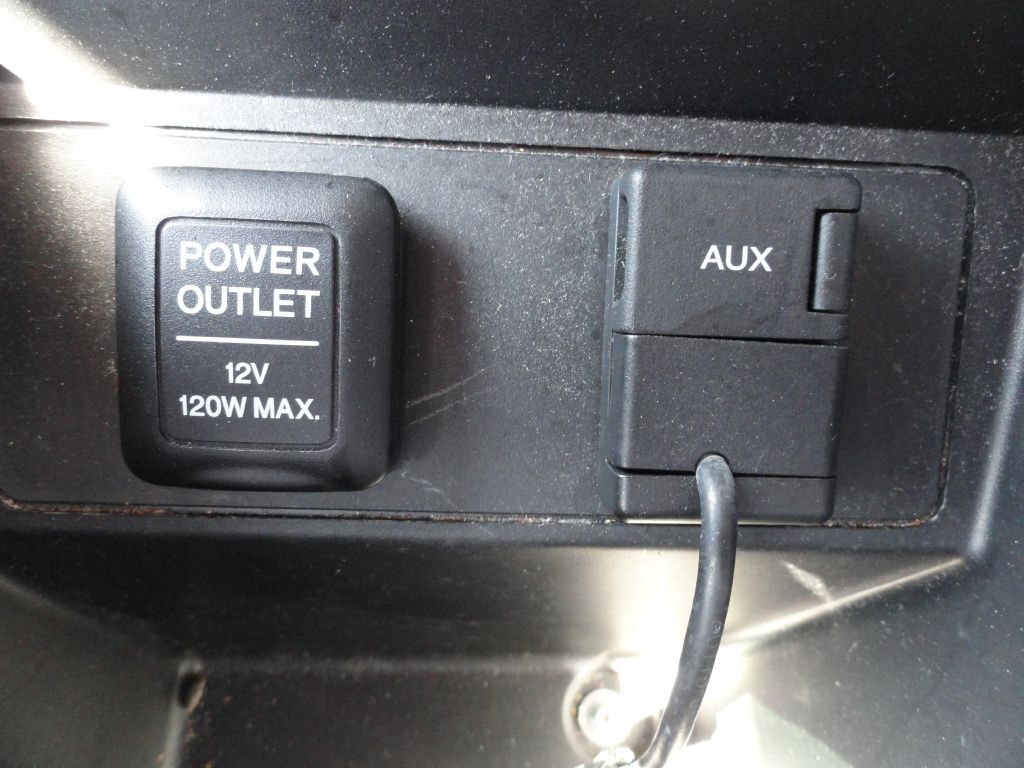 POWER
OUTLET
12V
120W MAX.
AUX